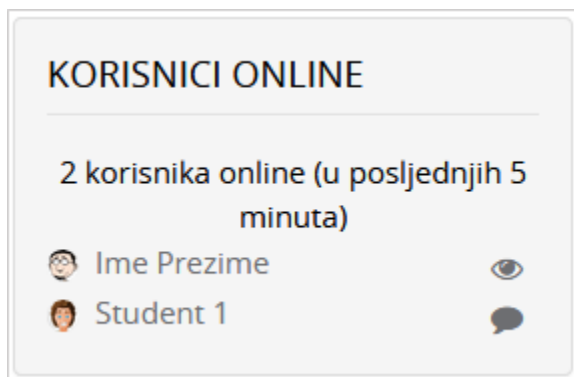 KORISNICI ONLINE
2 korisnika online (u posljednjih 5
minuta)
Ime Prezime
Student 1